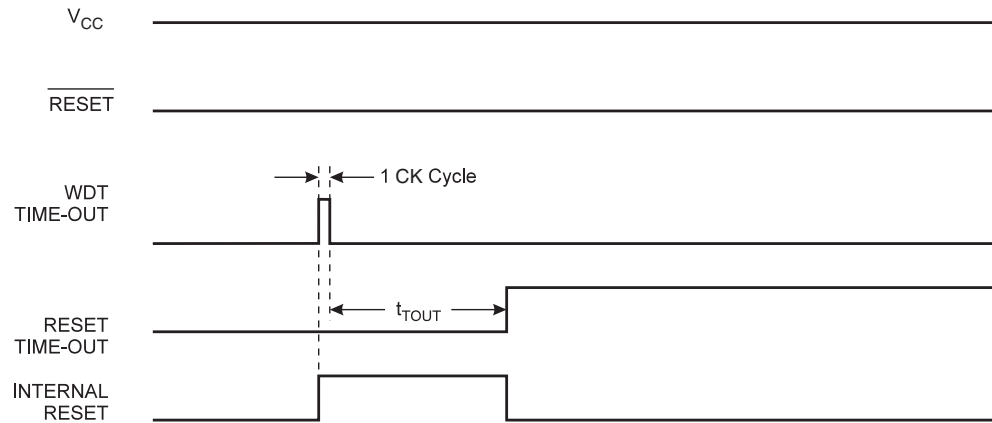 VCC
RESET
1 CK Cycle
WDT
TIME-OUT
tTOUT
RESET
TIME-OUT
INTERNAL
RESET